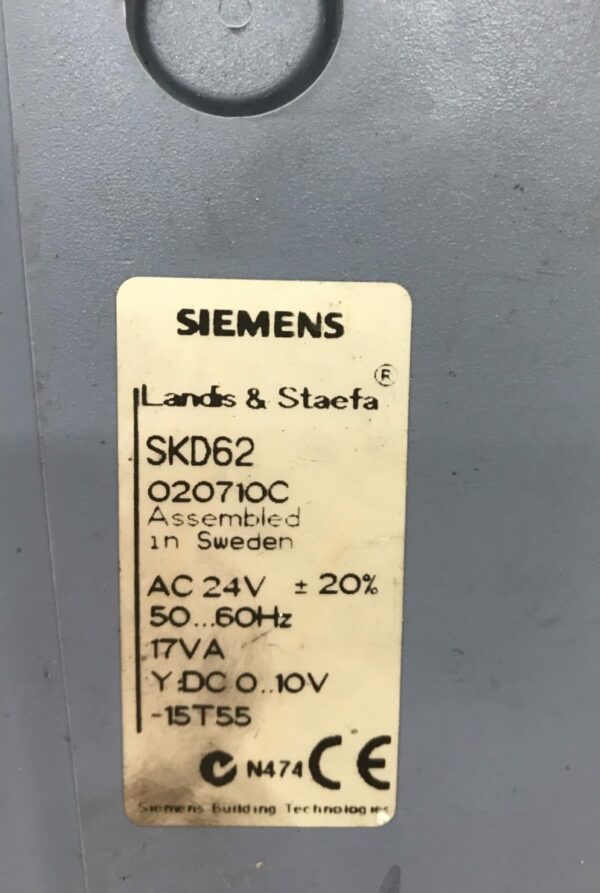 SIEMENS
Landis & Staefa ®
SKD62
020710C
Assembled
in Sweden
AC 24V ± 20%
50...60Hz
17VA
Y:DC 0..10V
-15T55
N474 CE
Siemens Building Technologies